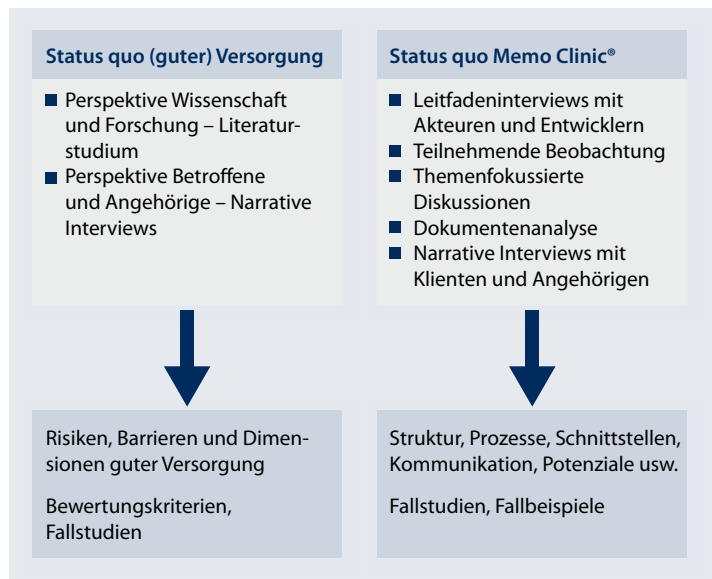 Status quo (guter) Versorgung
Perspektive Wissenschaft
und Forschung – Literatur-
studium
Perspektive Betroffene
und Angehörige – Narrative
Interviews
Risiken, Barrieren und Dimen-
sionen guter Versorgung
Bewertungskriterien,
Fallstudien
Status quo Memo Clinic®
Leitfadeninterviews mit
Akteuren und Entwicklern
Teilnehmende Beobachtung
Themenfokussierte
Diskussionen
Dokumentenanalyse
Narrative Interviews mit
Klienten und Angehörigen
Struktur, Prozesse, Schnittstellen,
Kommunikation, Potenziale usw.
Fallstudien, Fallbeispiele